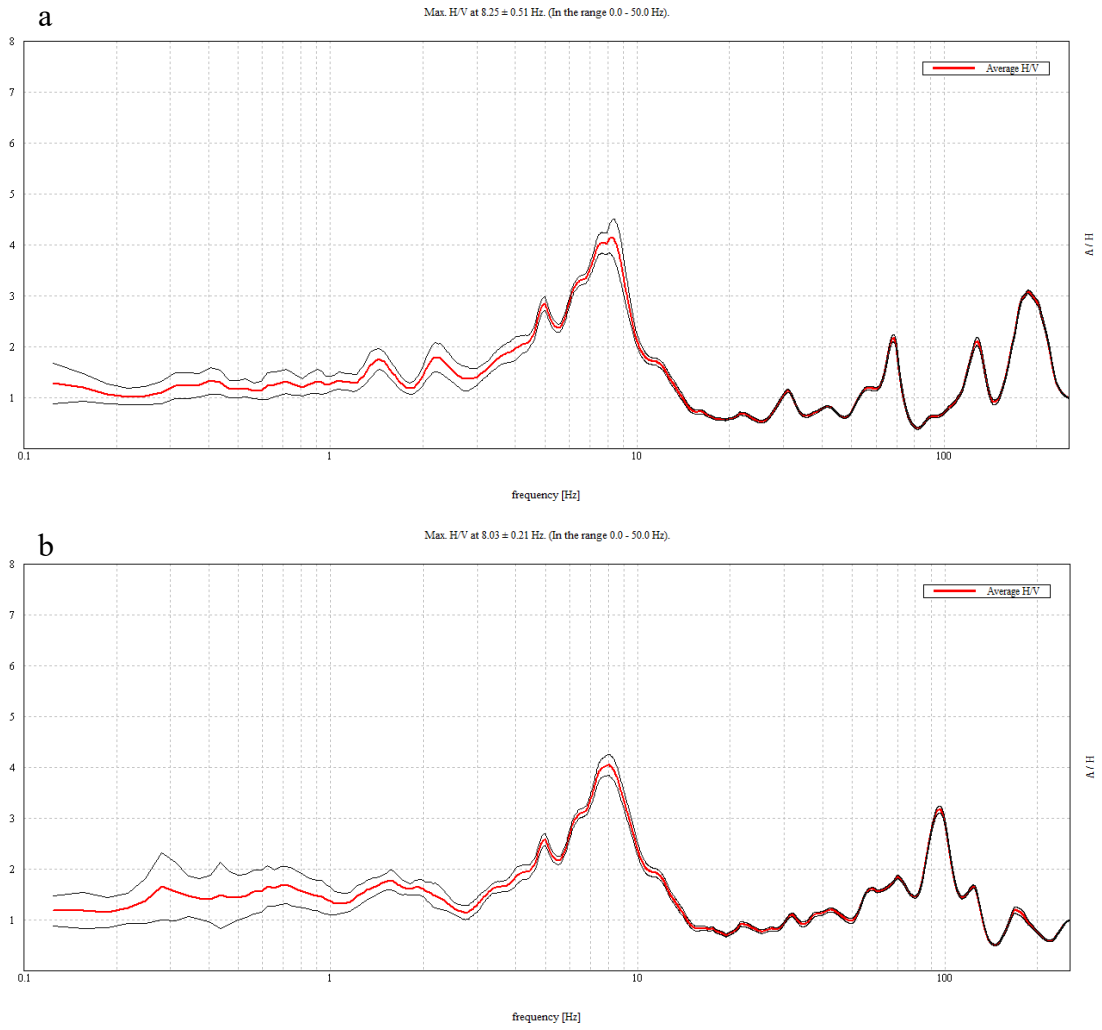 a
Max. H/V at 8.25 ± 0.51 Hz. (In the range 0.0 - 50.0 Hz).
8
7
6
5
4
3
2
1
Average H/V
H / V
0.1 1 10 100
frequency [Hz]
b
Max. H/V at 8.03 ± 0.21 Hz. (In the range 0.0 - 50.0 Hz).
8
7
6
5
4
3
2
1
Average H/V
H / V
0.1 1 10 100
frequency [Hz]